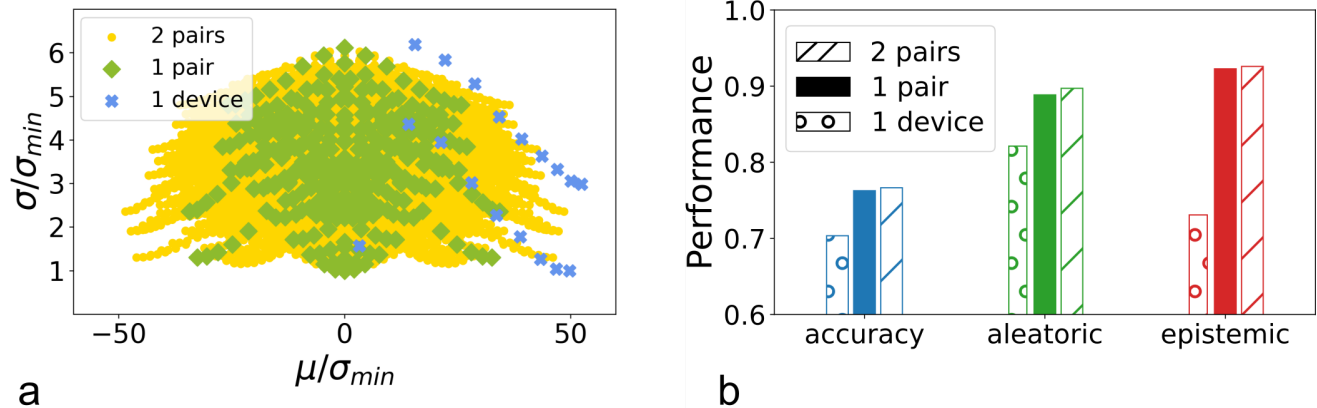 2 pairs
1 pair
1 device
6
5
4
3
2
1
σ/σmin
−50
0
50
μ/σmin
a
1.0
0.9
0.8
0.7
0.6
Performance
2 pairs
1 pair
1 device
accuracy
aleatoric
epistemic
b